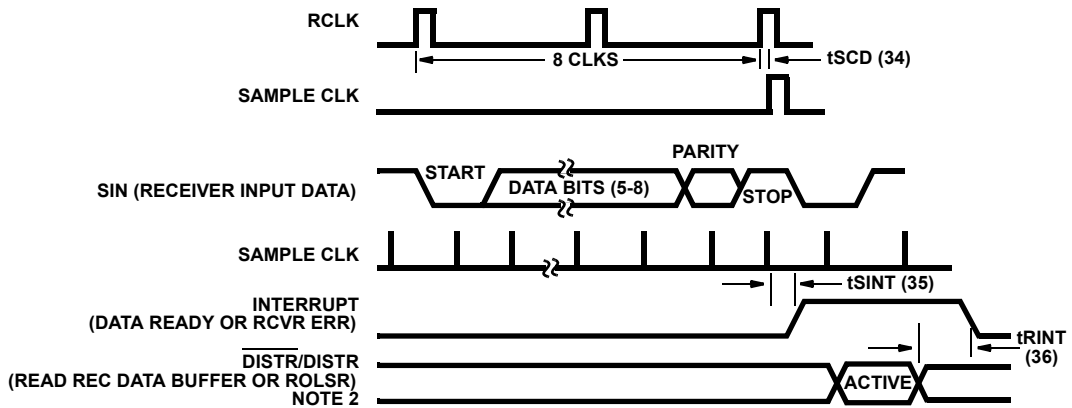 RCLK
8 CLKS
tSCD (34)
SAMPLE CLK
PARITY
START
SIN (RECEIVER INPUT DATA)
DATA BITS (5-8)
STOP
SAMPLE CLK
tSINT (35)
INTERRUPT
(DATA READY OR RCVR ERR)
tRINT
(36)
DISTR/DISTR
(READ REC DATA BUFFER OR ROLSR)
ACTIVE
NOTE 2